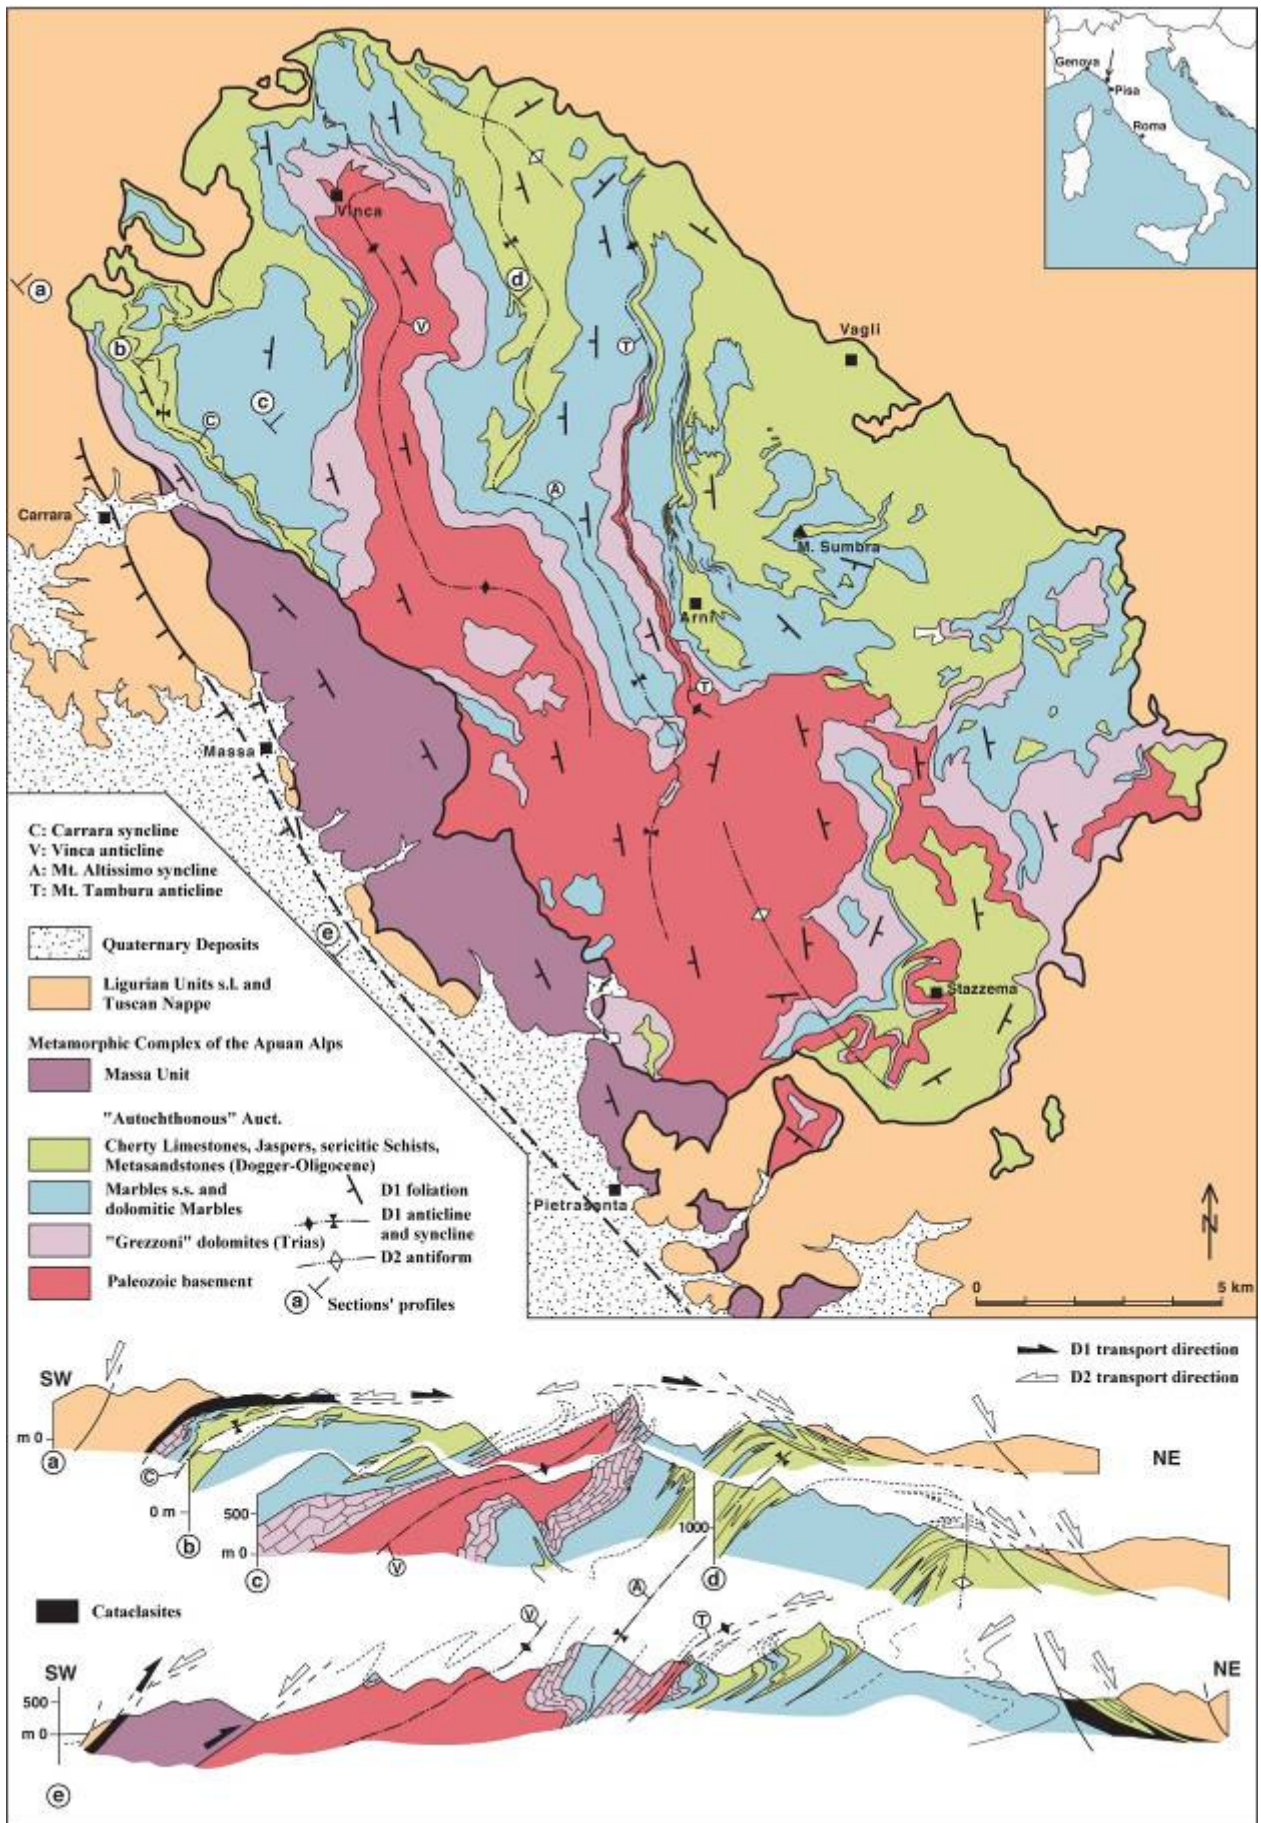 Genova
Pisa
Roma
Vinca
a
d
V
T
Vagli
b
c
C
A
Carrara
M. Sumbra
Arni
T
Massa
C: Carrara syncline
V: Vinca anticline
A: Mt. Altissimo syncline
T: Mt. Tambura anticline
e
Quaternary Deposits
Ligurian Units s.l. and
Tuscan Nappe
Stazzema
Metamorphic Complex of the Apuan Alps
Massa Unit
"Autochthonous" Auct.
Cherty Limestones, Jaspers, sericitic Schists,
Metasandstones (Dogger-Oligocene)
Marbles s.s. and
dolomitic Marbles
"Grezzoni" dolomites (Trias)
Paleozoic basement
D1 foliation
D1 anticline
and syncline
D2 antiform
a Sections' profiles
Pietrasanta
N
0 5 km
D1 transport direction
D2 transport direction
SW
m 0
a
C
NE
0 m
b
500
m 0
c
V
1000
d
A
Cataclasites
V
T
SW
NE
500
m 0
e